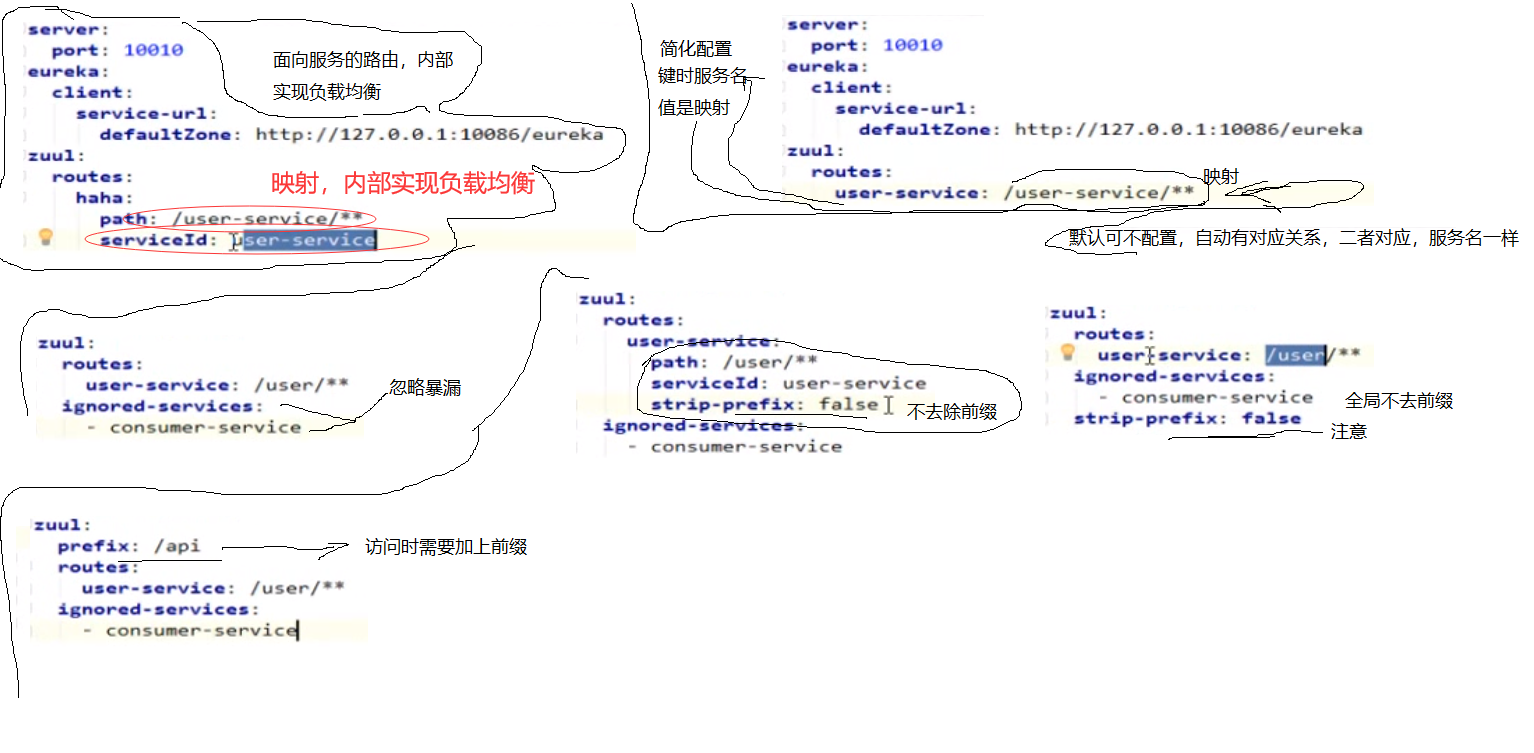 server:
port: 10010
eureka:
client:
service-url:
defaultZone: http://127.0.0.1:10086/eureka
zuul:
routes:
haha:
path: /user-service/**
serviceId: user-service
面向服务的路由，内部
实现负载均衡
映射，内部实现负载均衡
简化配置
键时服务名
值是映射
server:
port: 10010
eureka:
client:
service-url:
defaultZone: http://127.0.0.1:10086/eureka
zuul:
routes:
user-service: /user-service/**
映射
默认可不配置，自动有对应关系，二者对应，服务名一样
zuul:
routes:
user-service: /user/**
ignored-services:
- consumer-service
忽略暴漏
zuul:
routes:
user-service:
path: /user/**
serviceId: user-service
strip-prefix: false
ignored-services:
- consumer-service
不去除前缀
zuul:
routes:
user-service: /user/**
ignored-services:
- consumer-service
strip-prefix: false
全局不去前缀
注意
zuul:
prefix: /api
routes:
user-service: /user/**
ignored-services:
- consumer-service
访问时需要加上前缀